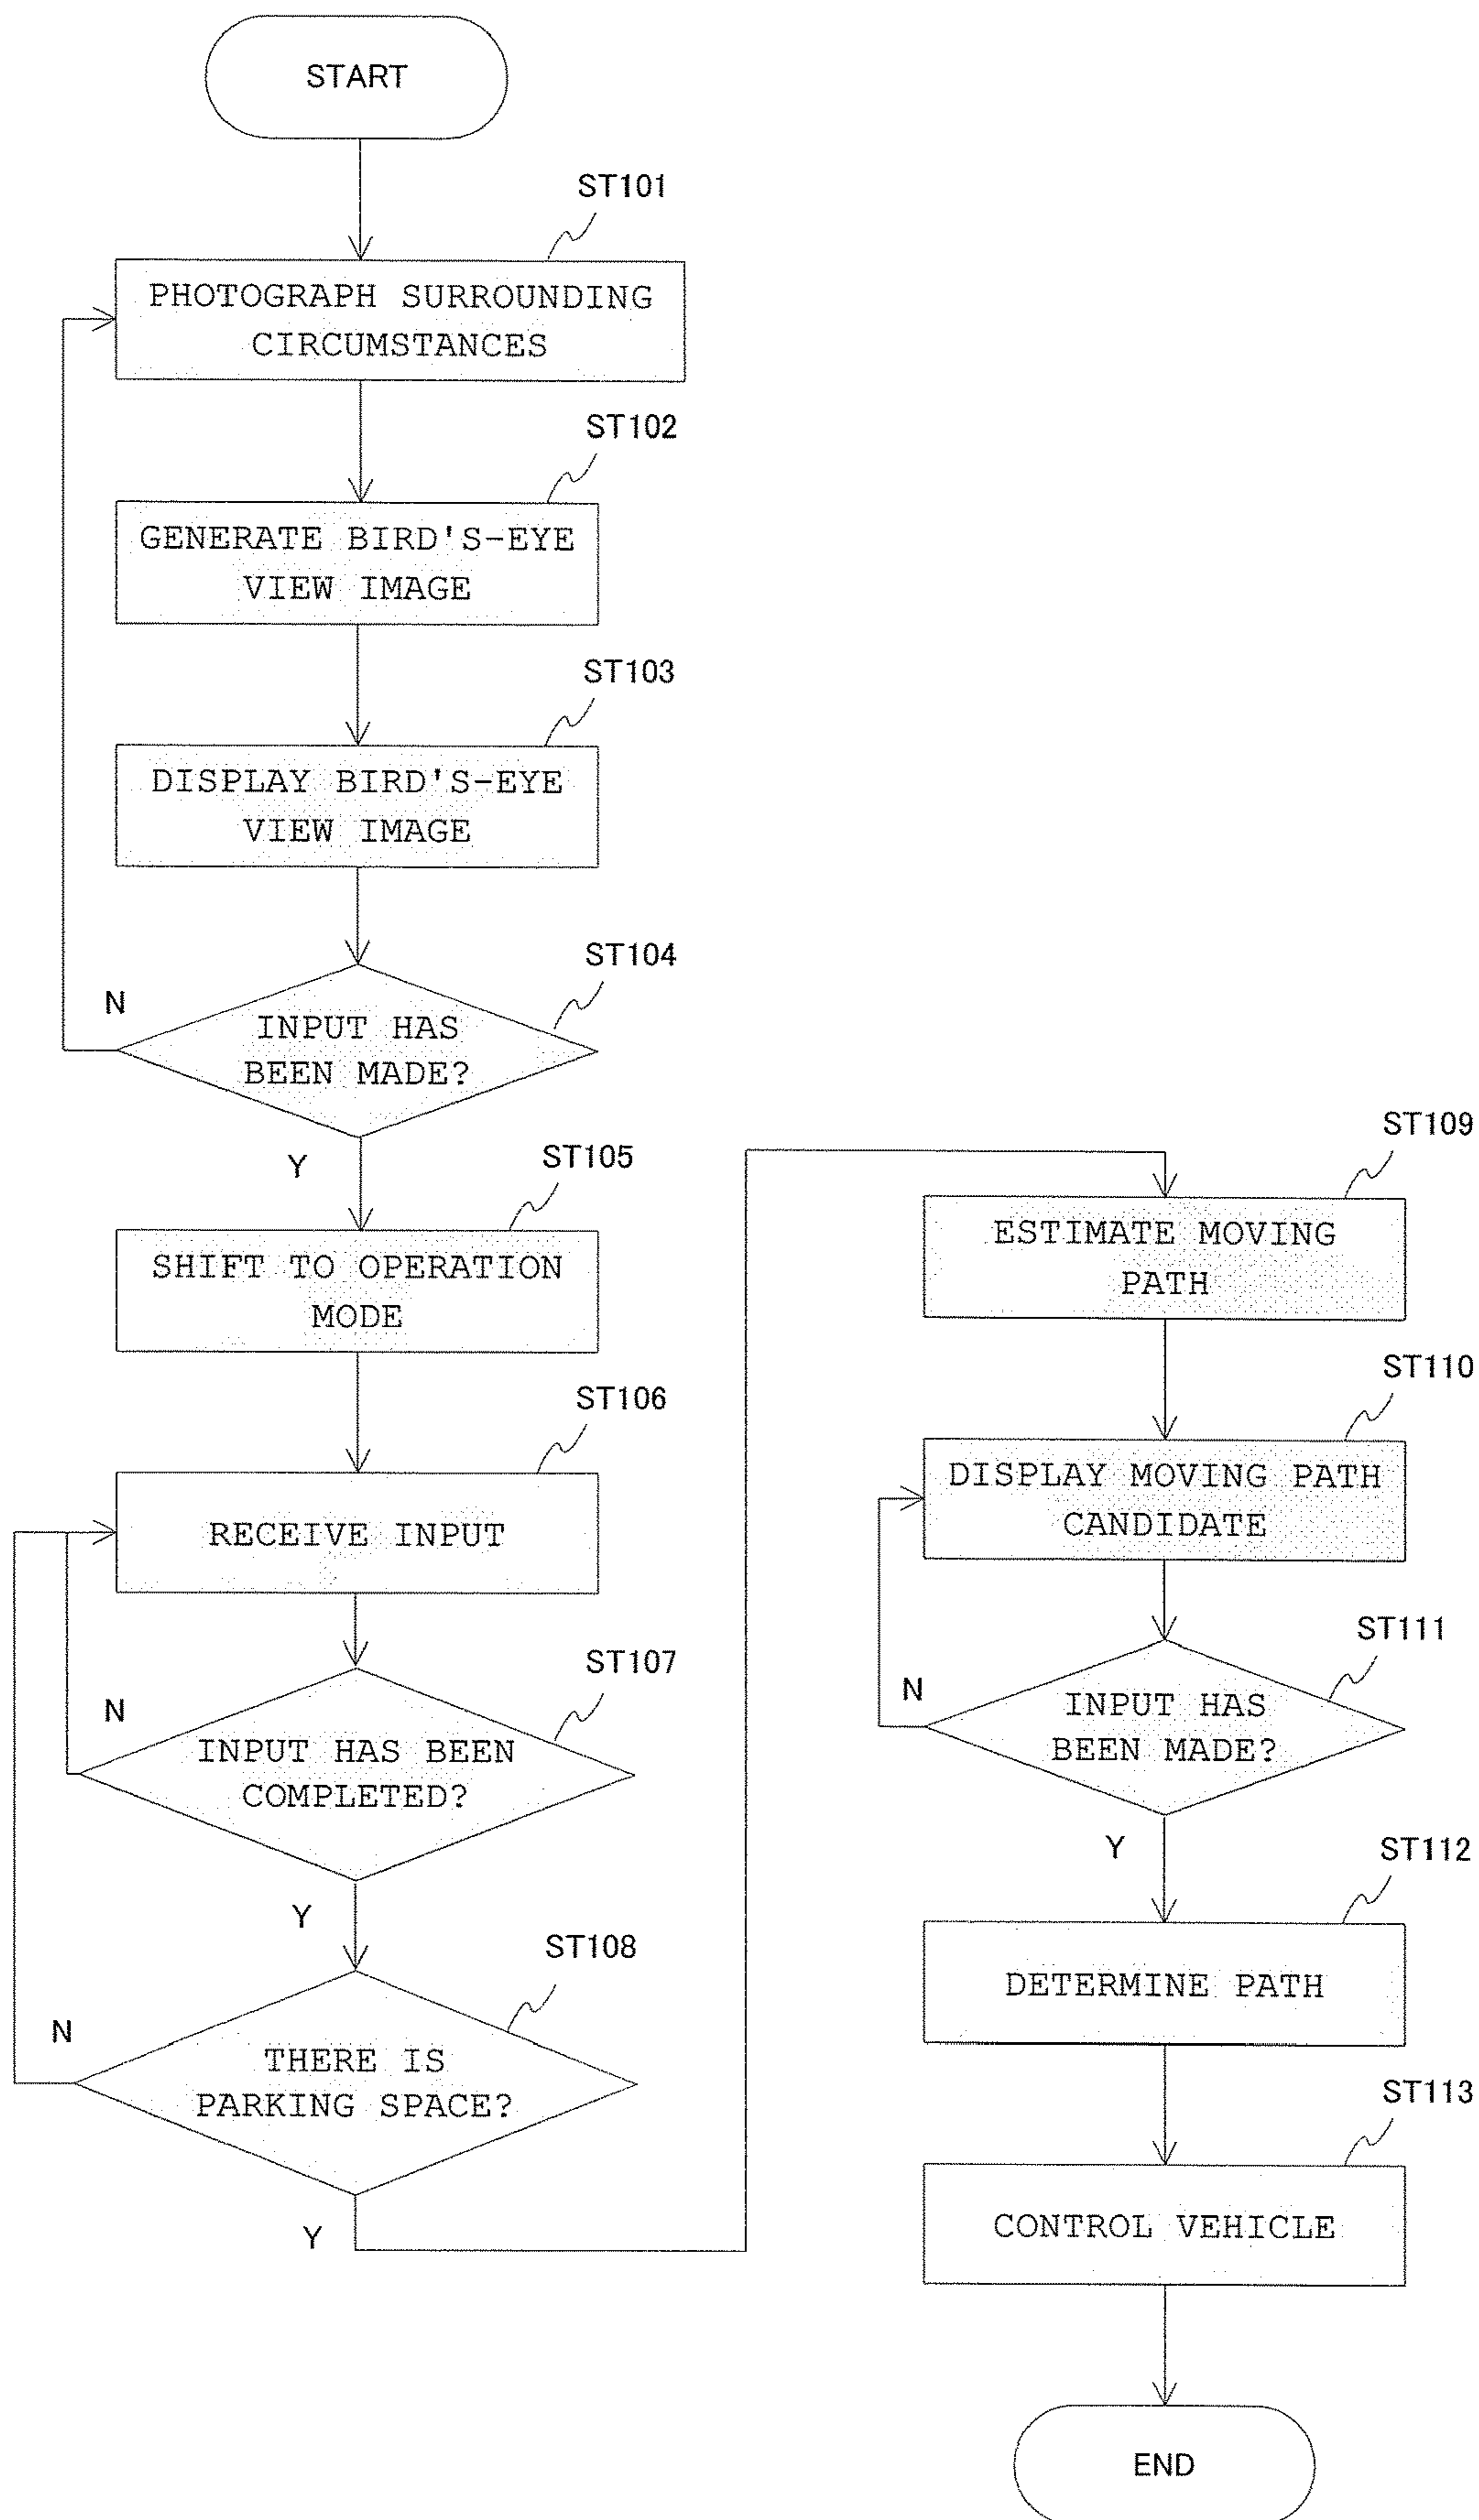 START
ST101
PHOTOGRAPH SURROUNDING
CIRCUMSTANCES
ST102
GENERATE BIRD'S-EYE
VIEW IMAGE
ST103
DISPLAY BIRD'S-EYE
VIEW IMAGE
ST104
N
INPUT HAS
BEEN MADE?
Y
ST105
SHIFT TO OPERATION
MODE
ST106
RECEIVE INPUT
ST107
N
INPUT HAS BEEN
COMPLETED?
Y
ST108
N
THERE IS
PARKING SPACE?
Y
ST109
ESTIMATE MOVING
PATH
ST110
DISPLAY MOVING PATH
CANDIDATE
ST111
N
INPUT HAS
BEEN MADE?
Y
ST112
DETERMINE PATH
ST113
CONTROL VEHICLE
END